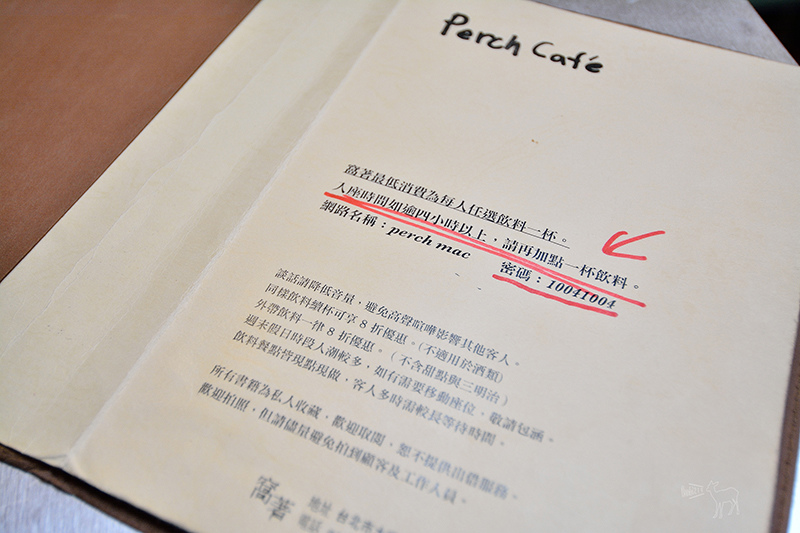 Perch Café
窩著最低消費為每人任選飲料一杯。
人座時間如逾四小時以上，請再加點一杯飲料。
網路名稱：perch mac　密碼：10041004
談話請降低音量，避免高聲喧嘩影響其他客人。
同樣飲料續杯可享 8 折優惠。(不適用於酒類)
外帶飲料一律 8 折優惠。(不含甜點與三明治)
週末假日時段人潮較多，如有需要移動座位，敬請包涵。
飲料餐點皆現點現做，客人多時需較長等待時間。
所有書籍為私人收藏，歡迎取閱，恕不提供出借服務。
歡迎拍照，但請儘量避免拍到顧客及工作人員。
窩著
地址 台北市
電話